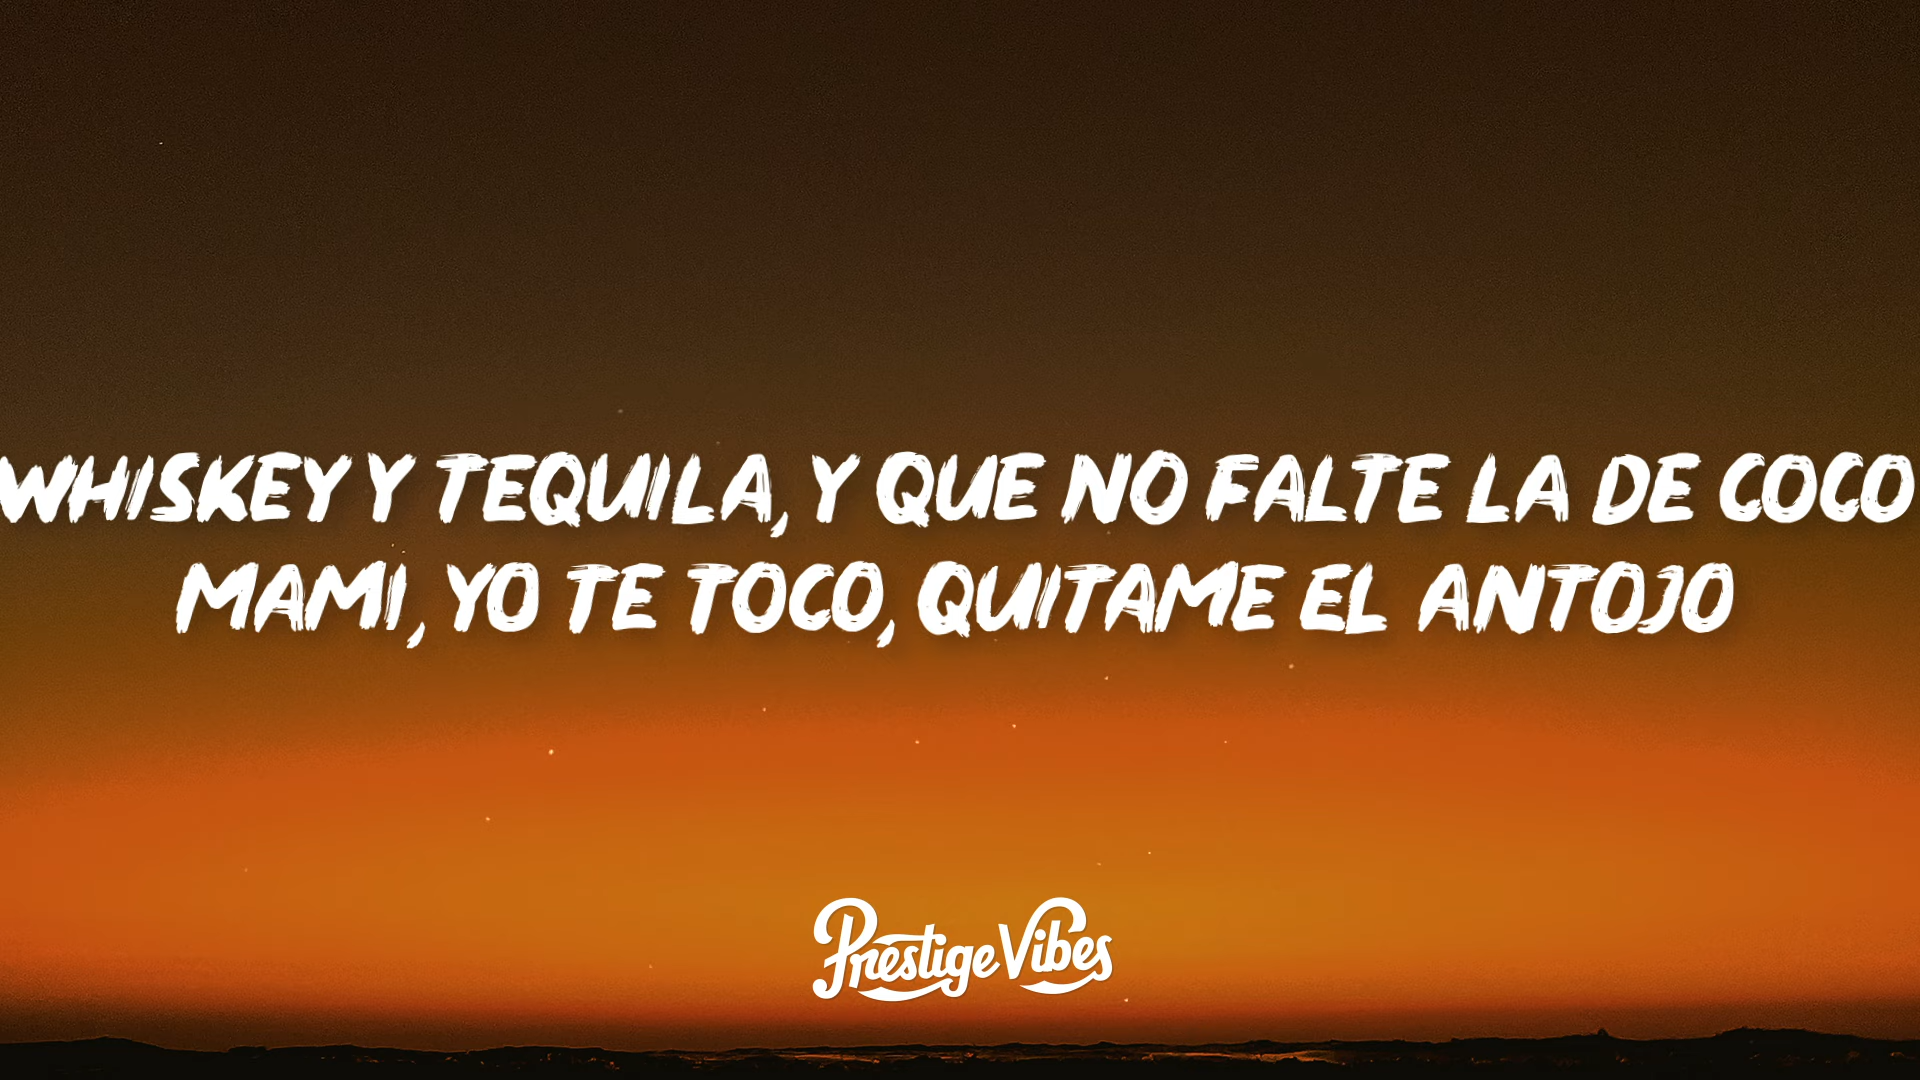 WHISKEY Y TEQUILA, Y QUE NO FALTE LA DE COCO
MAMI, YO TE TOCO, QUITAME EL ANTOJO
Prestige Vibes